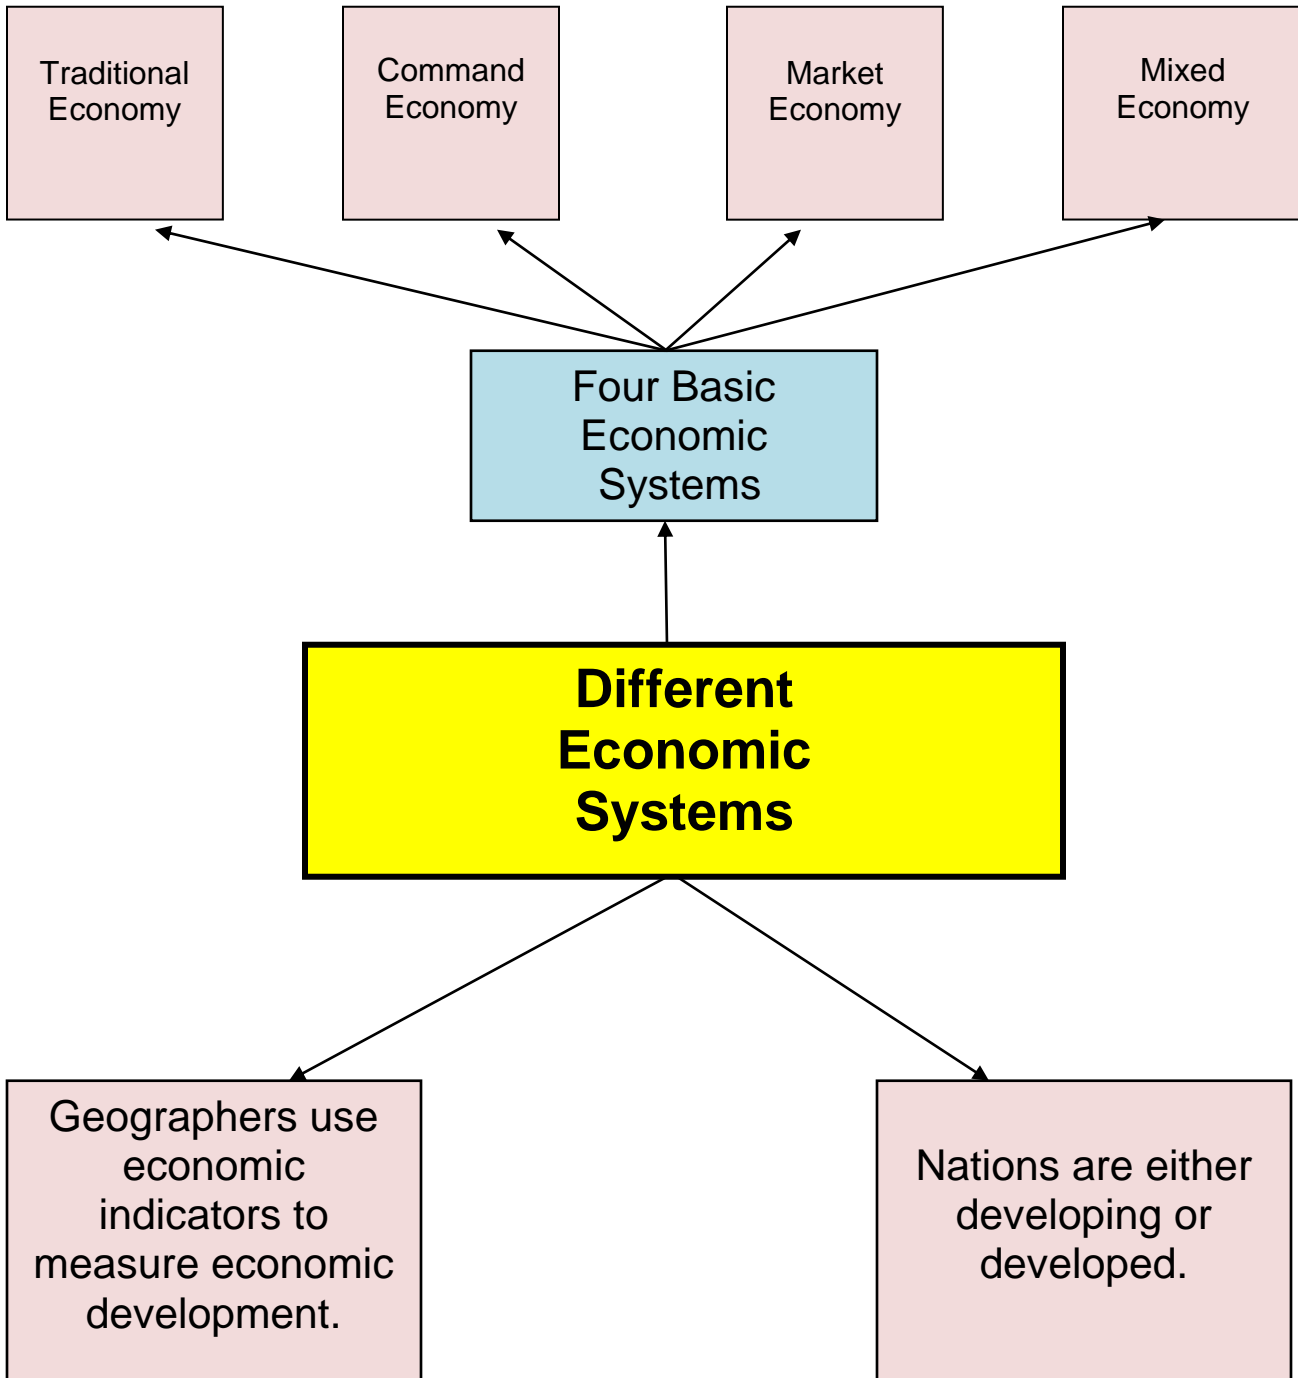 Traditional
Economy
Command
Economy
Market
Economy
Mixed
Economy
Four Basic
Economic
Systems
Different
Economic
Systems
Geographers use
economic
indicators to
measure economic
development.
Nations are either
developing or
developed.